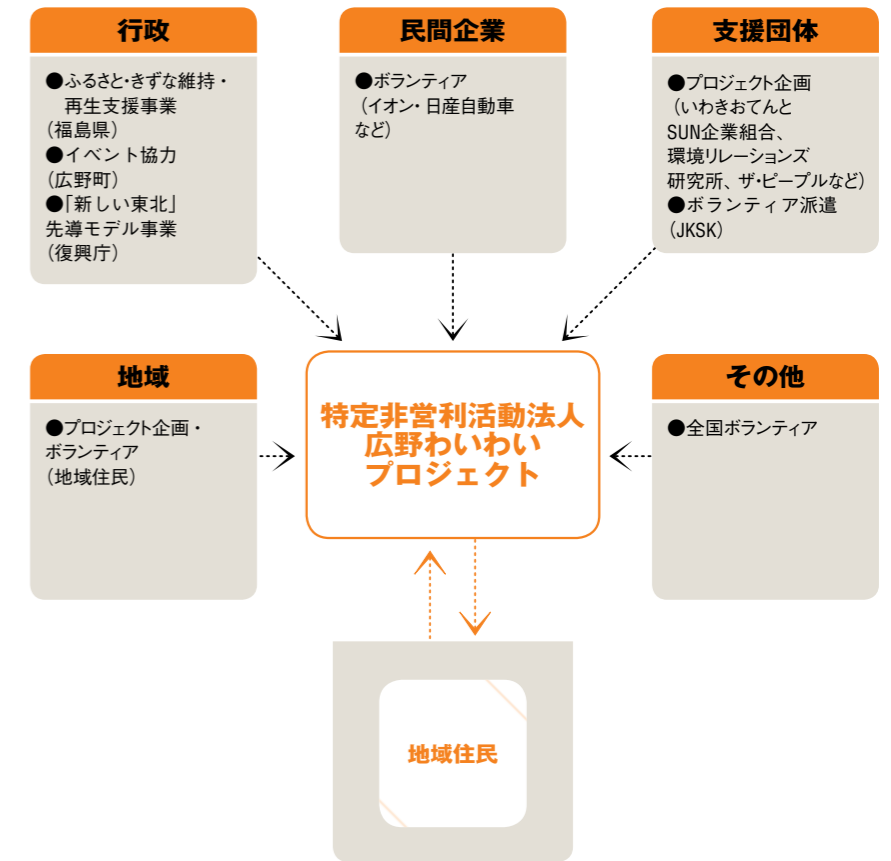 行政
●ふるさと・きずな維持・
再生支援事業
(福島県)
●イベント協力
(広野町)
●「新しい東北」
先導モデル事業
(復興庁)
民間企業
●ボランティア
(イオン・日産自動車
など)
支援団体
●プロジェクト企画
(いわきおてんと
SUN企業組合、
環境リレーションズ
研究所、ザ・ピープルなど)
●ボランティア派遣
(JKSK)
地域
●プロジェクト企画・
ボランティア
(地域住民)
特定非営利活動法人
広野わいわい
プロジェクト
その他
●全国ボランティア
地域住民